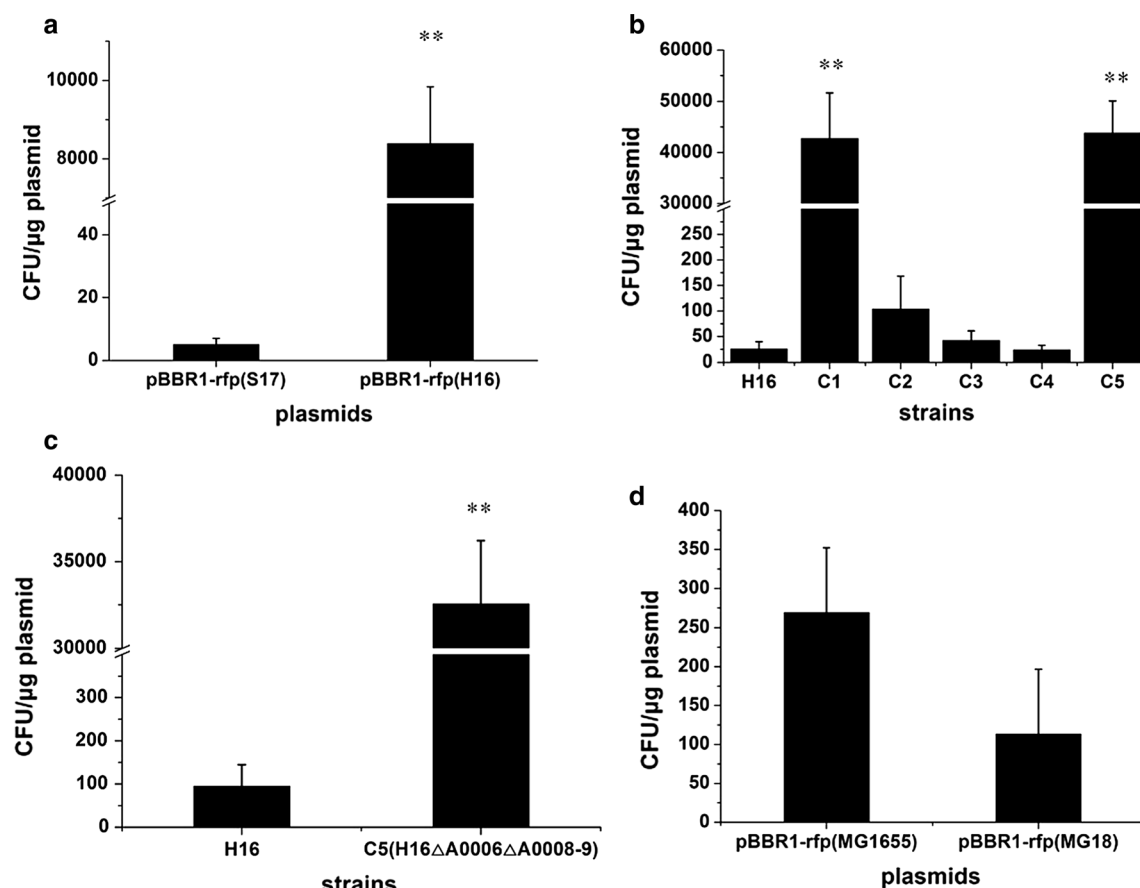 a
**
10000
8000
40
20
0
CFU/μg plasmid
pBBR1-rfp(S17)
pBBR1-rfp(H16)
plasmids
b
**
**
60000
50000
40000
30000
250
200
150
100
50
0
CFU/μg plasmid
H16
C1
C2
C3
C4
C5
strains
c
**
40000
35000
30000
300
200
100
0
CFU/μg plasmid
H16
C5(H16△A0006△A0008-9)
strains
d
400
350
300
250
200
150
100
50
0
CFU/μg plasmid
pBBR1-rfp(MG1655)
pBBR1-rfp(MG18)
plasmids